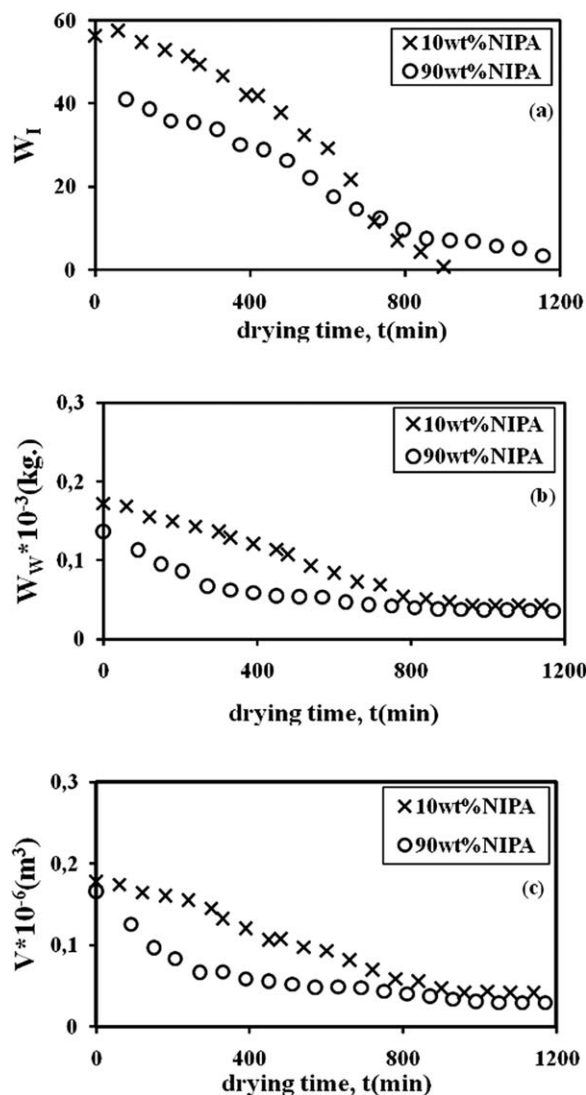 60
×10wt%NIPA
○90wt%NIPA
(a)
40
W_I
20
0
0 400 800 1200
drying time, t(min)
0,3
×10wt%NIPA
○90wt%NIPA
(b)
0,2
W_W*10⁻³(kg.)
0,1
0
0 400 800 1200
drying time, t(min)
0,3
×10wt%NIPA
○90wt%NIPA
(c)
0,2
V*10⁻⁶(m³)
0,1
0
0 400 800 1200
drying time, t(min)